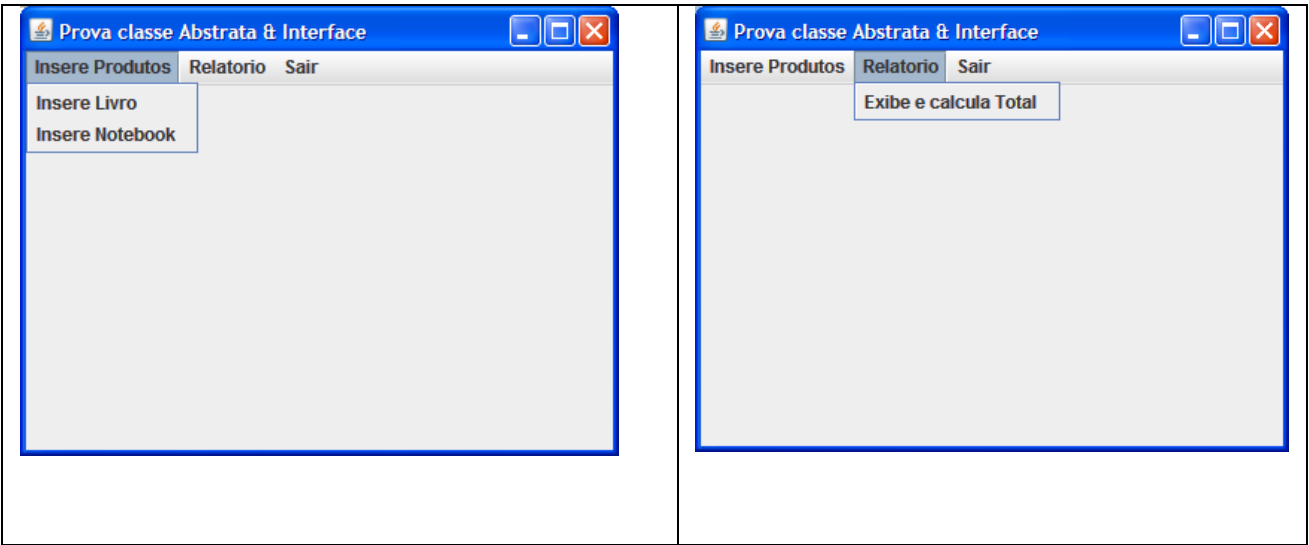 Prova classe Abstrata & Interface
Insere Produtos Relatorio Sair
Insere Livro
Insere Notebook
Prova classe Abstrata & Interface
Insere Produtos Relatorio Sair
Exibe e calcula Total